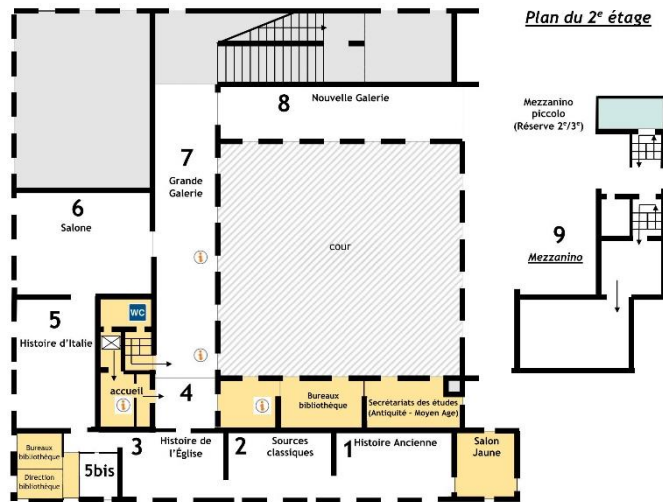 Plan du 2e étage
8
Nouvelle Galerie
Mezzanino
piccolo
(Réserve 2e/3e)
7
Grande
Galerie
6
Salone
cour
9
Mezzanino
i
5
Histoire d'Italie
WC
i
accueil
i
4
i
Bureaux
bibliothèque
Secrétariats des études
(Antiquité - Moyen Age)
3
Histoire de
l'Église
2
Sources
classiques
1
Histoire Ancienne
Salon
Jaune
Bureaux
bibliothèque
Direction
bibliothèque
5bis